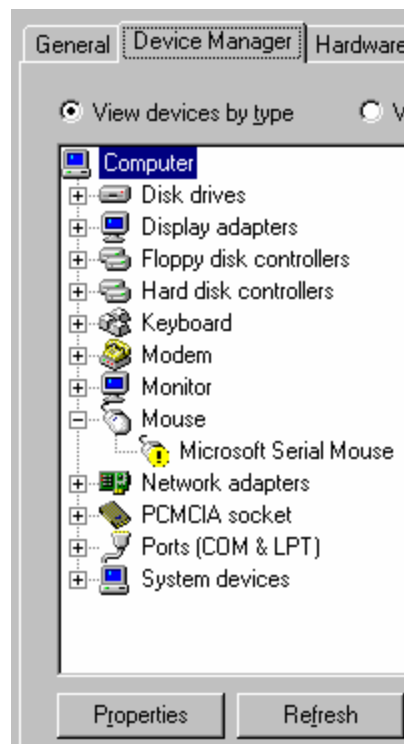 General Device Manager Hardware
View devices by type
Computer
Disk drives
Display adapters
Floppy disk controllers
Hard disk controllers
Keyboard
Modem
Monitor
Mouse
Microsoft Serial Mouse
Network adapters
PCMCIA socket
Ports (COM & LPT)
System devices
Properties Refresh